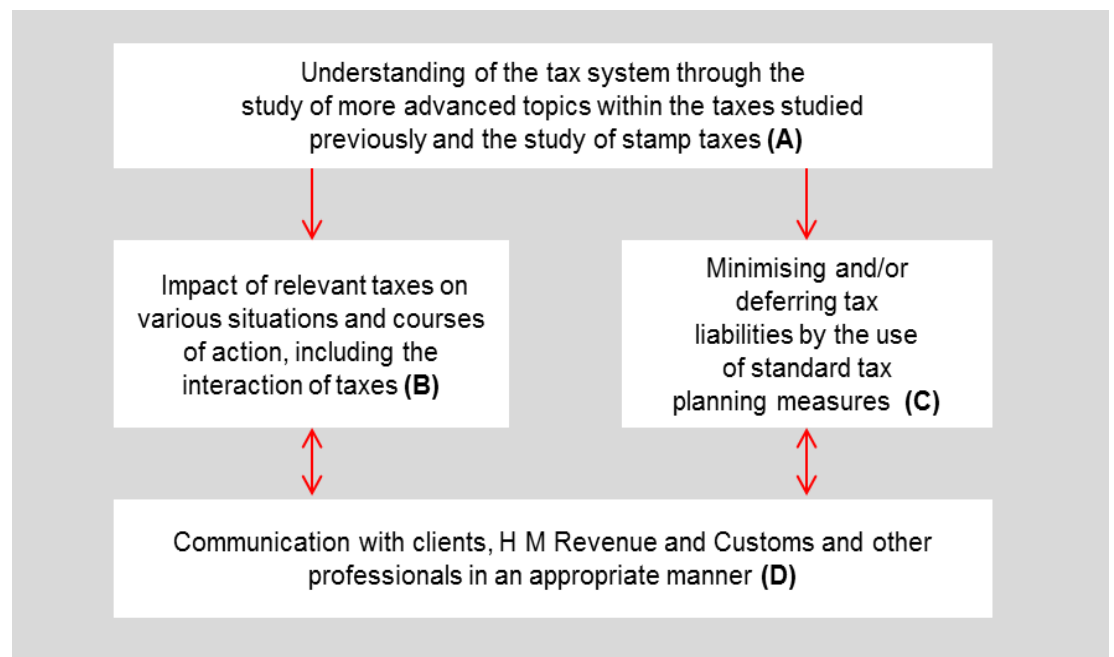 Understanding of the tax system through the
study of more advanced topics within the taxes studied
previously and the study of stamp taxes (A)
Impact of relevant taxes on
various situations and courses
of action, including the
interaction of taxes (B)
Minimising and/or
deferring tax
liabilities by the use
of standard tax
planning measures (C)
Communication with clients, H M Revenue and Customs and other
professionals in an appropriate manner (D)